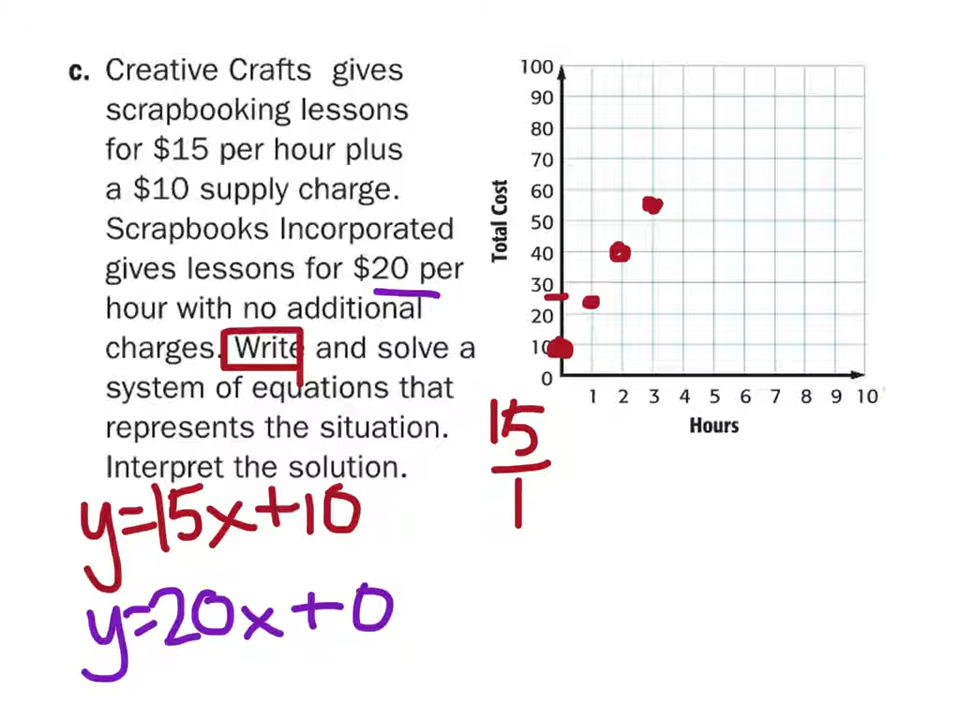 c. Creative Crafts gives
scrapbooking lessons
for $15 per hour plus
a $10 supply charge.
Scrapbooks Incorporated
gives lessons for $20 per
hour with no additional
charges. Write and solve a
system of equations that
represents the situation.
Interpret the solution.
y=15x+10
y=20x+0
Total Cost
100
90
80
70
60
50
40
30
20
10
0
1 2 3 4 5 6 7 8 9 10
Hours
15
1